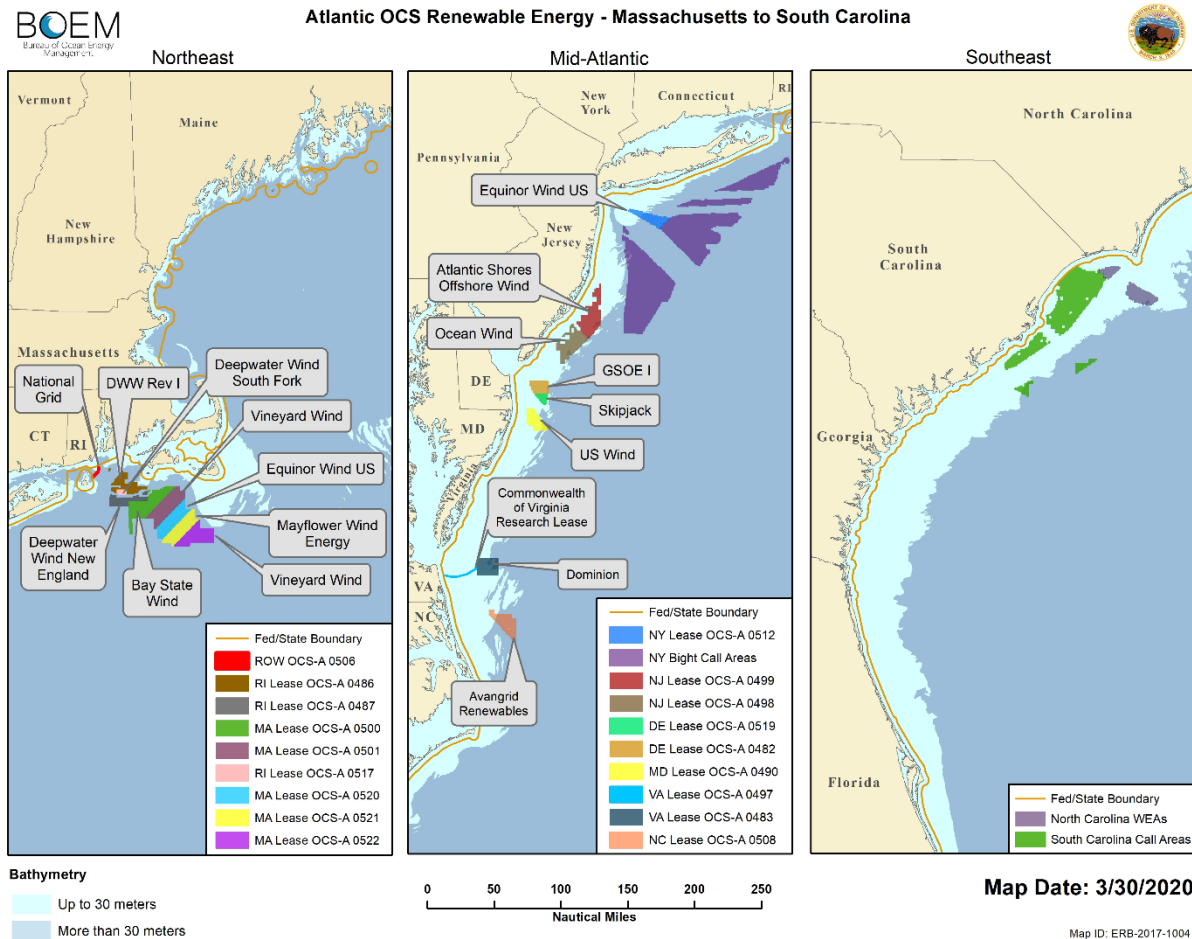 BOEM
Bureau of Ocean Energy
Management
Atlantic OCS Renewable Energy - Massachusetts to South Carolina
Northeast
Vermont
Maine
New
Hampshire
Massachusetts
National
Grid
DWW Rev I
Deepwater Wind
South Fork
Vineyard Wind
CT
RI
Equinor Wind US
Mayflower Wind
Energy
Deepwater
Wind New
England
Bay State
Wind
Vineyard Wind
Fed/State Boundary
ROW OCS-A 0506
RI Lease OCS-A 0486
RI Lease OCS-A 0487
MA Lease OCS-A 0500
MA Lease OCS-A 0501
RI Lease OCS-A 0517
MA Lease OCS-A 0520
MA Lease OCS-A 0521
MA Lease OCS-A 0522
Mid-Atlantic
New
York
Connecticut
RI
Pennsylvania
Equinor Wind US
New
Jersey
Atlantic Shores
Offshore Wind
Ocean Wind
DE
GSOE I
Skipjack
MD
US Wind
Virginia
Commonwealth
of Virginia
Research Lease
Dominion
VA
NC
Avangrid
Renewables
Fed/State Boundary
NY Lease OCS-A 0512
NY Bight Call Areas
NJ Lease OCS-A 0499
NJ Lease OCS-A 0498
DE Lease OCS-A 0519
DE Lease OCS-A 0482
MD Lease OCS-A 0490
VA Lease OCS-A 0497
VA Lease OCS-A 0483
NC Lease OCS-A 0508
Southeast
North Carolina
South
Carolina
Georgia
Florida
Fed/State Boundary
North Carolina WEAs
South Carolina Call Areas
Bathymetry
Up to 30 meters
More than 30 meters
0 50 100 150 200 250
Nautical Miles
Map Date: 3/30/2020
Map ID: ERB-2017-1004